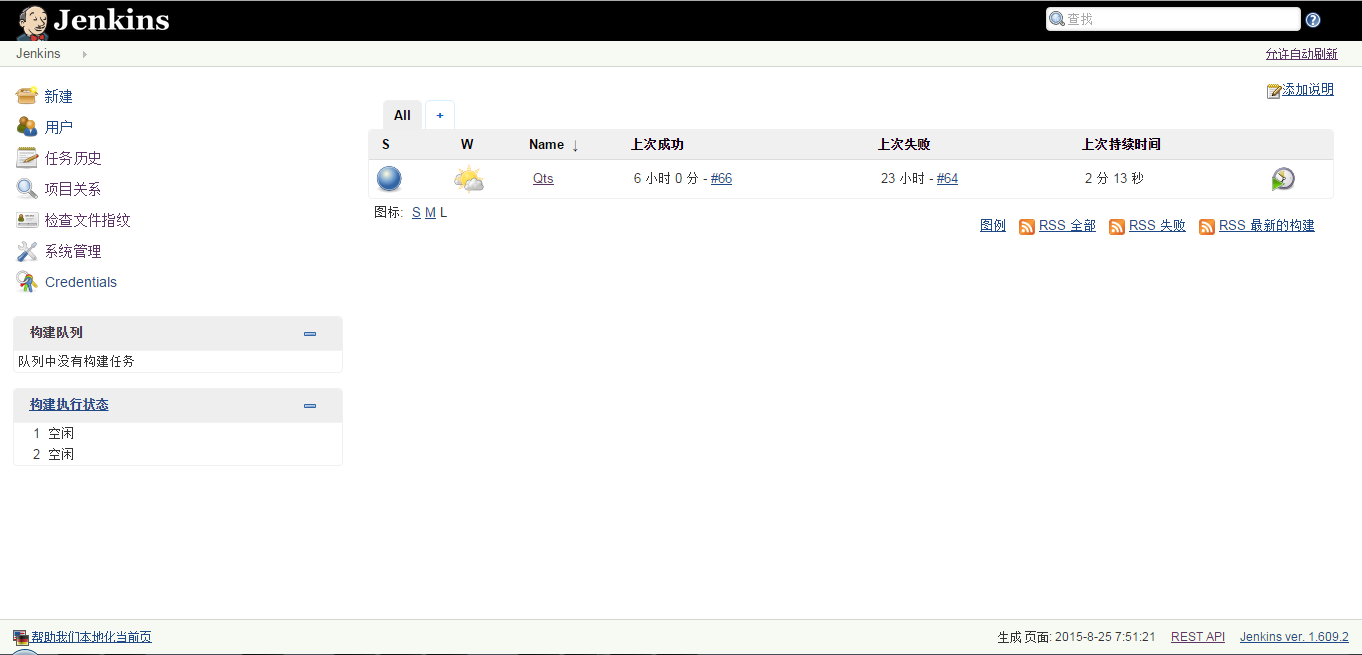 Jenkins
查找
Jenkins
允许自动刷新
新建
用户
任务历史
项目关系
检查文件指纹
系统管理
Credentials
构建队列
队列中没有构建任务
构建执行状态
1 空闲
2 空闲
添加说明
All +
S W Name ↓ 上次成功 上次失败 上次持续时间
Qts 6 小时 0 分 - #66 23 小时 - #64 2 分 13 秒
图标: S M L
图例 RSS 全部 RSS 失败 RSS 最新的构建
帮助我们本地化当前页
生成 页面: 2015-8-25 7:51:21 REST API Jenkins ver. 1.609.2